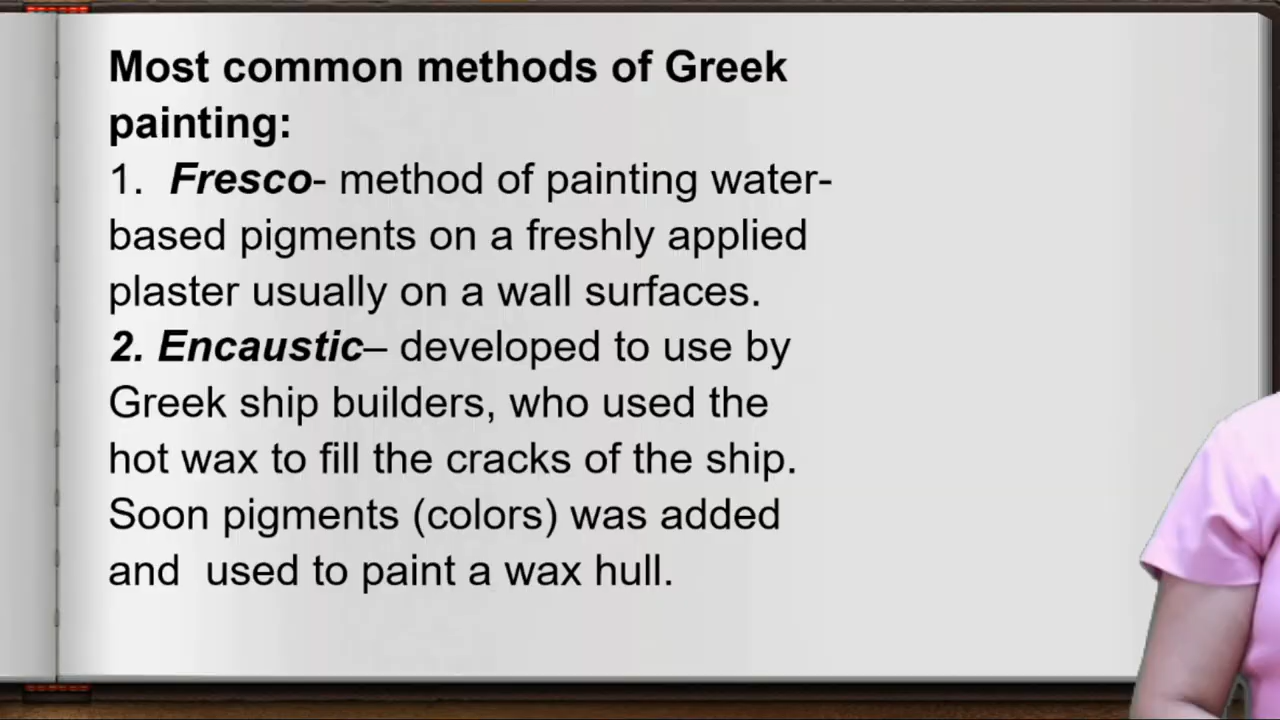 Most common methods of Greek
painting:
1. Fresco- method of painting water-
based pigments on a freshly applied
plaster usually on a wall surfaces.
2. Encaustic– developed to use by
Greek ship builders, who used the
hot wax to fill the cracks of the ship.
Soon pigments (colors) was added
and  used to paint a wax hull.